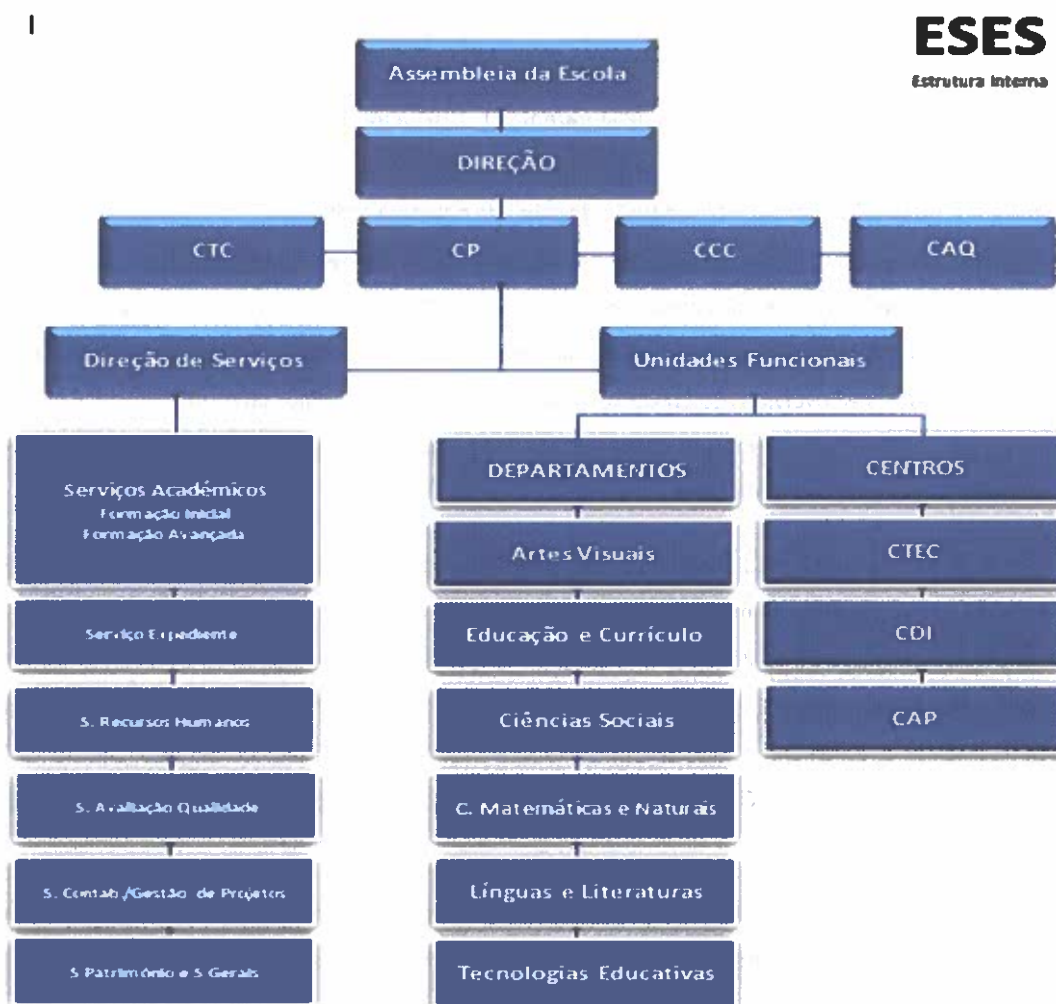 ESES
Estrutura Interna
Assembleia da Escola
DIREÇÃO
CTC
CP
CCC
CAQ
Direção de Serviços
Unidades Funcionais
Serviços Académicos
Formação Inicial
Formação Avançada
Serviço Expediente
S. Recursos Humanos
S. Avaliação Qualidade
S. Contab/Gestão de Projetos
S Património e S Gerais
DEPARTAMENTOS
Artes Visuais
Educação e Currículo
Ciências Sociais
C. Matemáticas e Naturais
Línguas e Literaturas
Tecnologias Educativas
CENTROS
CTEC
CDI
CAP